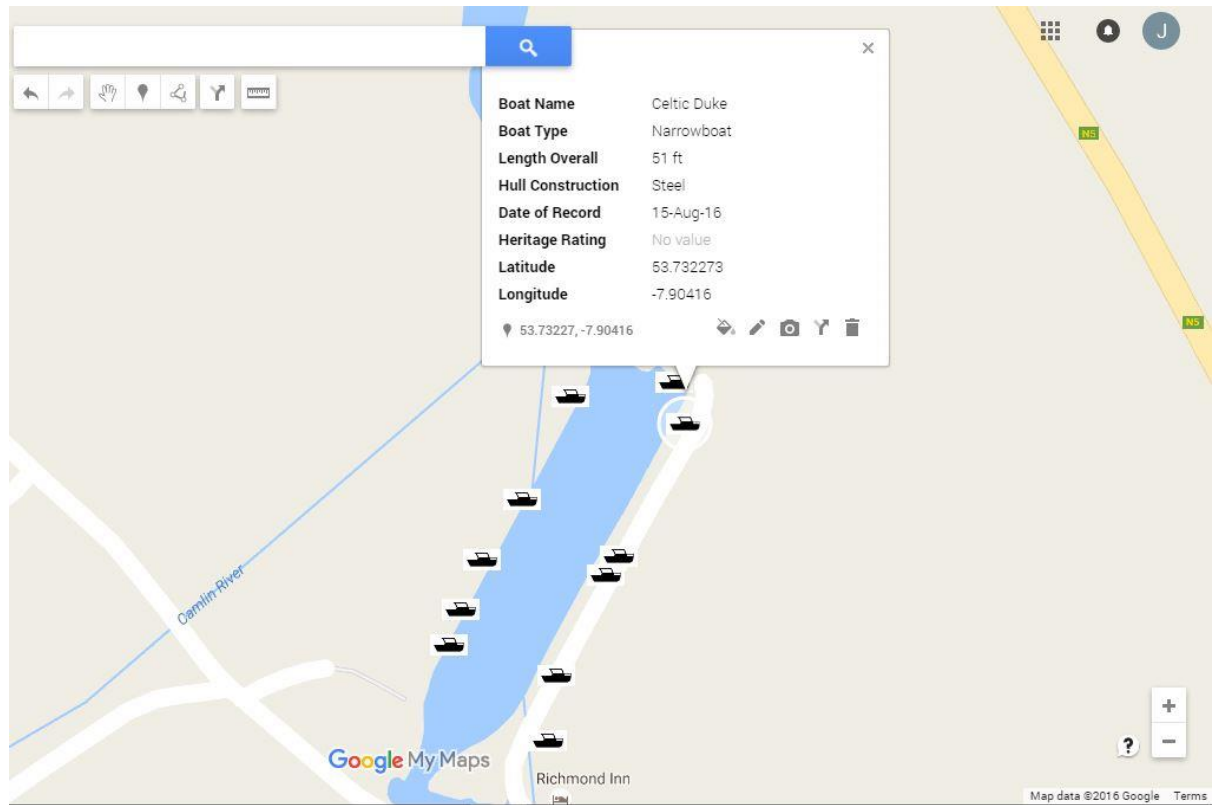 J
×
Boat Name Celtic Duke
Boat Type Narrowboat
Length Overall 51 ft
Hull Construction Steel
Date of Record 15-Aug-16
Heritage Rating No value
Latitude 53.732273
Longitude -7.90416
53.73227, -7.90416
N5
N5
Camlin River
Google My Maps
Richmond Inn
+
?
−
Map data ©2016 Google Terms